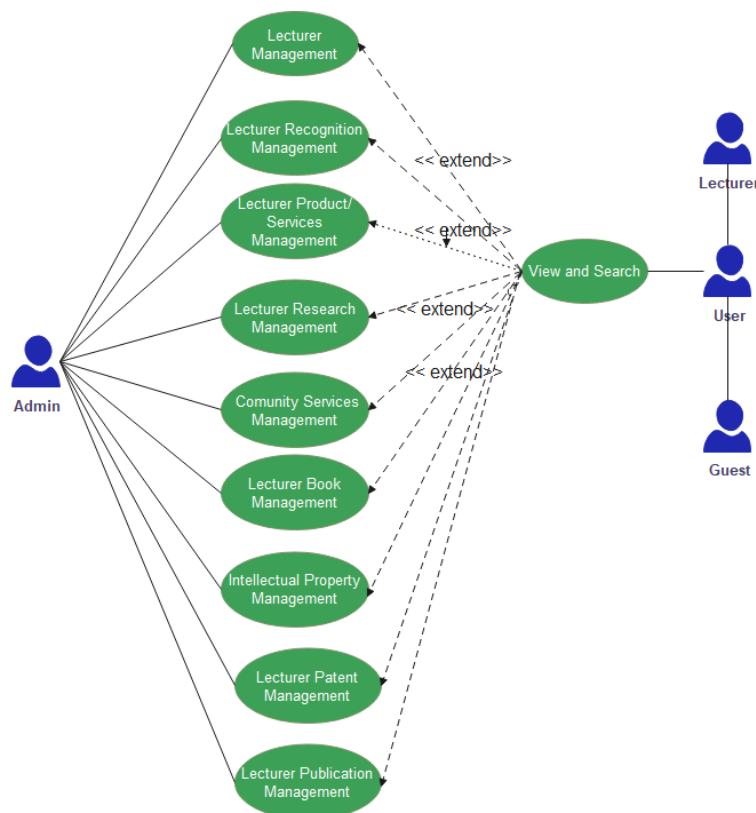 Lecturer
Management
Lecturer Recognition
Management
<< extend>>
Lecturer
Lecturer Product/
Services
Management
<< extend>>
View and Search
Lecturer Research
Management
<< extend>>
User
Admin
Comunity Services
Management
<< extend>>
Guest
Lecturer Book
Management
Intellectual Property
Management
Lecturer Patent
Management
Lecturer Publication
Management